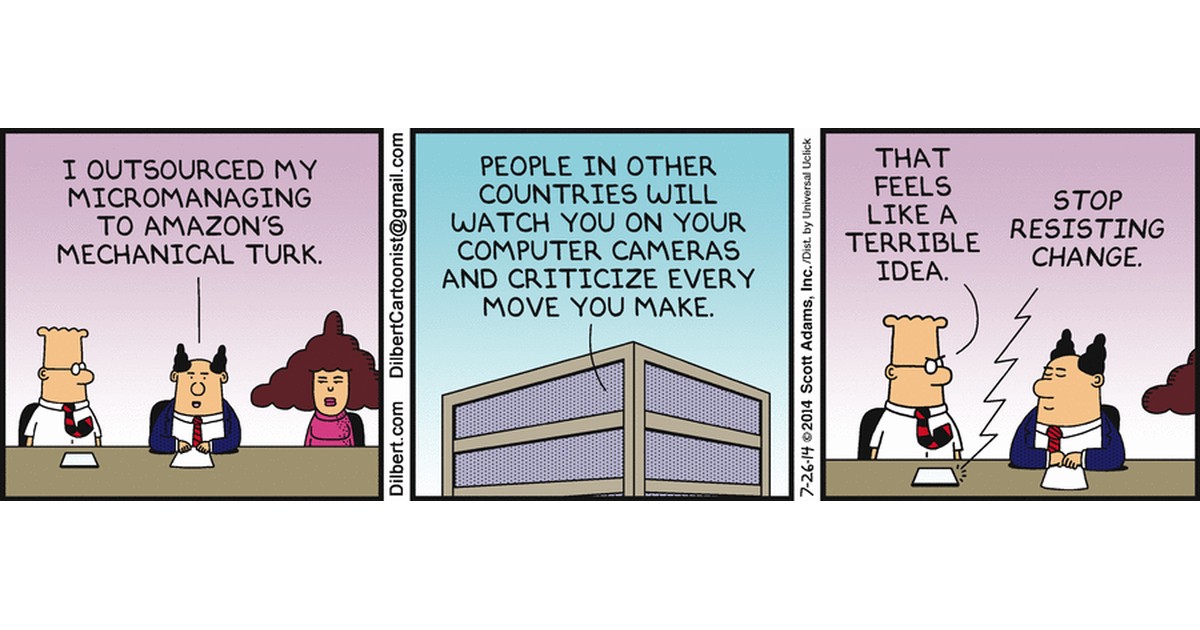 I OUTSOURCED MY
MICROMANAGING
TO AMAZON'S
MECHANICAL TURK.
Dilbert.com DilbertCartoonist@gmail.com
PEOPLE IN OTHER
COUNTRIES WILL
WATCH YOU ON YOUR
COMPUTER CAMERAS
AND CRITICIZE EVERY
MOVE YOU MAKE.
7-26-14 © 2014 Scott Adams, Inc. /Dist. by Universal Uclick
THAT
FEELS
LIKE A
TERRIBLE
IDEA.
STOP
RESISTING
CHANGE.